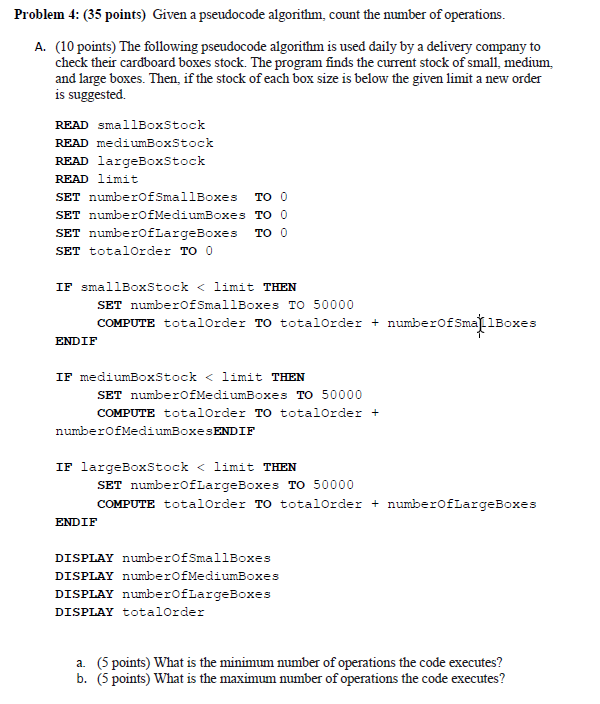 Problem 4: (35 points) Given a pseudocode algorithm, count the number of operations.
A. (10 points) The following pseudocode algorithm is used daily by a delivery company to
check their cardboard boxes stock. The program finds the current stock of small, medium,
and large boxes. Then, if the stock of each box size is below the given limit a new order
is suggested.
READ smallBoxStock
READ mediumBoxStock
READ largeBoxStock
READ limit
SET numberOfSmallBoxes TO 0
SET numberOfMediumBoxes TO 0
SET numberOfLargeBoxes TO 0
SET totalOrder TO 0
IF smallBoxStock < limit THEN
SET numberOfSmallBoxes TO 50000
COMPUTE totalOrder TO totalOrder + numberOfSmallBoxes
ENDIF
IF mediumBoxStock < limit THEN
SET numberOfMediumBoxes TO 50000
COMPUTE totalOrder TO totalOrder +
numberOfMediumBoxesENDIF
IF largeBoxStock < limit THEN
SET numberOfLargeBoxes TO 50000
COMPUTE totalOrder TO totalOrder + numberOfLargeBoxes
ENDIF
DISPLAY numberOfSmallBoxes
DISPLAY numberOfMediumBoxes
DISPLAY numberOfLargeBoxes
DISPLAY totalOrder
a. (5 points) What is the minimum number of operations the code executes?
b. (5 points) What is the maximum number of operations the code executes?